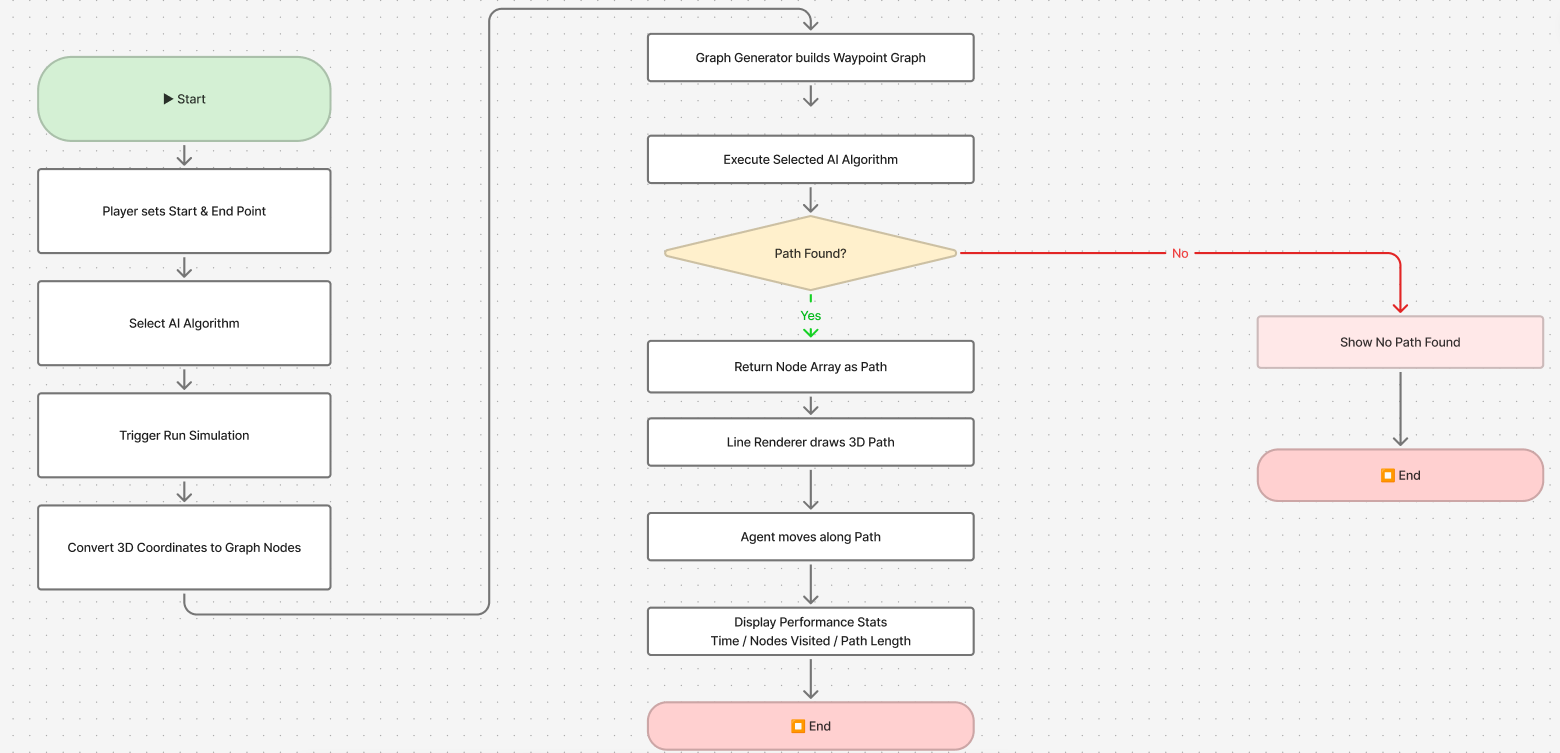 ▶ Start
Player sets Start & End Point
Select AI Algorithm
Trigger Run Simulation
Convert 3D Coordinates to Graph Nodes
Graph Generator builds Waypoint Graph
Execute Selected AI Algorithm
Path Found?
No
Yes
Return Node Array as Path
Line Renderer draws 3D Path
Agent moves along Path
Display Performance Stats
Time / Nodes Visited / Path Length
End
Show No Path Found
End